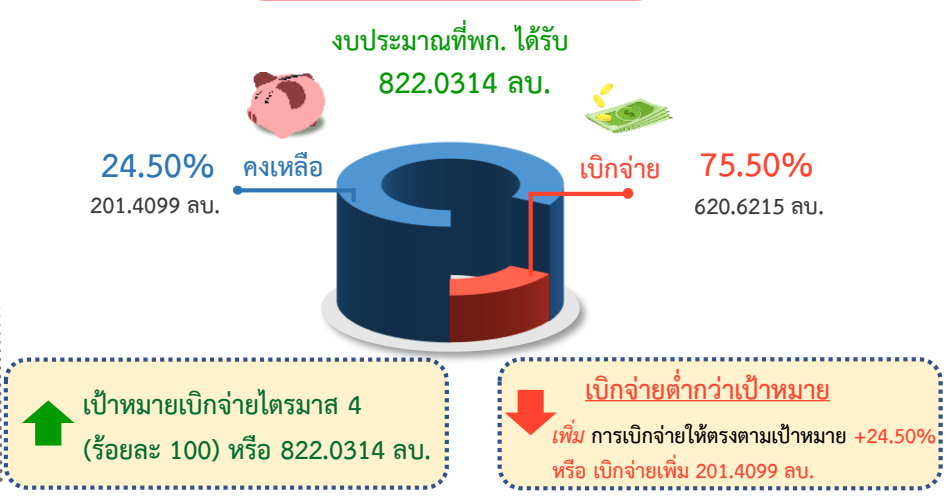 งบประมาณที่พก. ได้รับ
822.0314 ลบ.
24.50% คงเหลือ
201.4099 ลบ.
เบิกจ่าย 75.50%
620.6215 ลบ.
เป้าหมายเบิกจ่ายไตรมาส 4
(ร้อยละ 100) หรือ 822.0314 ลบ.
เบิกจ่ายต่ำกว่าเป้าหมาย
เพิ่ม การเบิกจ่ายให้ตรงตามเป้าหมาย +24.50%
หรือ เบิกจ่ายเพิ่ม 201.4099 ลบ.